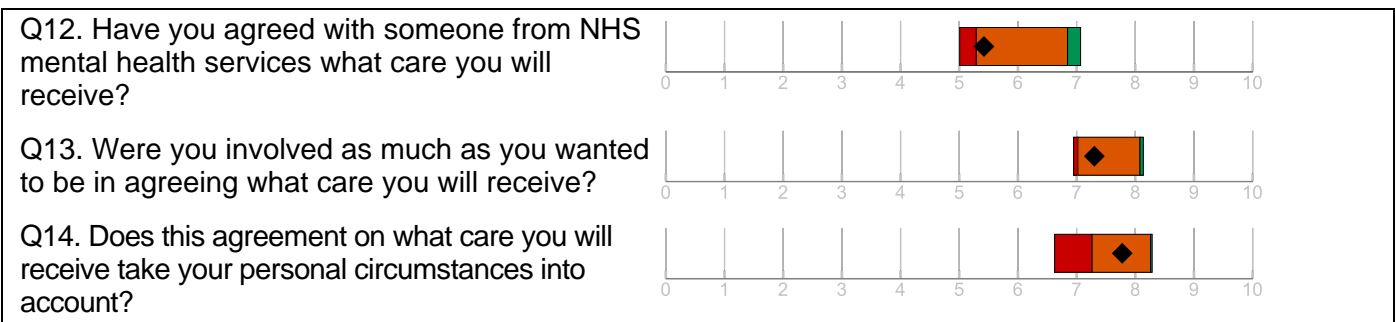 Q12. Have you agreed with someone from NHS
mental health services what care you will
receive?
0 1 2 3 4 5 6 7 8 9 10
Q13. Were you involved as much as you wanted
to be in agreeing what care you will receive?
0 1 2 3 4 5 6 7 8 9 10
Q14. Does this agreement on what care you will
receive take your personal circumstances into
account?
0 1 2 3 4 5 6 7 8 9 10